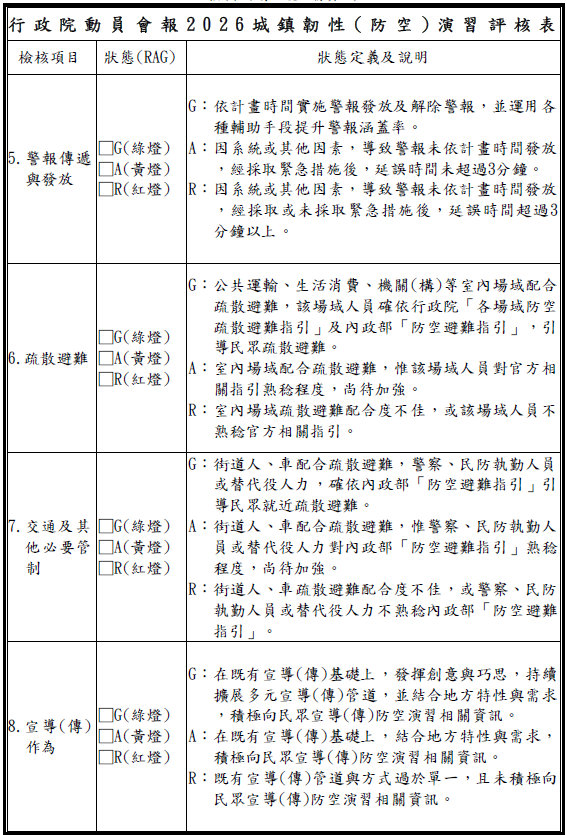 行政院動員會報2026城鎮韌性(防空)演習評核表
檢核項目
狀態(RAG)
狀態定義及說明
5.警報傳遞
與發放
□G(綠燈)
□A(黃燈)
□R(紅燈)
G：依計畫時間實施警報發放及解除警報，並運用各
種輔助手段提升警報涵蓋率。
A：因系統或其他因素，導致警報未依計畫時間發放
，經採取緊急措施後，延誤時間未超過3分鐘。
R：因系統或其他因素，導致警報未依計畫時間發放
，經採取或未採取緊急措施後，延誤時間超過3
分鐘以上。
6.疏散避難
□G(綠燈)
□A(黃燈)
□R(紅燈)
G：公共運輸、生活消費、機關(構)等室內場域配合
疏散避難，該場域人員確依行政院「各場域防空
疏散避難指引」及內政部「防空避難指引」，引
導民眾疏散避難。
A：室內場域配合疏散避難，惟該場域人員對官方相
關指引熟稔程度，尚待加強。
R：室內場域疏散避難配合度不佳，或該場域人員不
熟稔官方相關指引。
7.交通及其
他必要管
制
□G(綠燈)
□A(黃燈)
□R(紅燈)
G：街道人、車配合疏散避難，警察、民防執勤人員
或替代役人力，確依內政部「防空避難指引」引
導民眾就近疏散避難。
A：街道人、車配合疏散避難，惟警察、民防執勤人
員或替代役人力對內政部「防空避難指引」熟稔
程度，尚待加強。
R：街道人、車疏散避難配合度不佳，或警察、民防
執勤人員或替代役人力不熟稔內政部「防空避難
指引」。
8.宣導(傳)
作為
□G(綠燈)
□A(黃燈)
□R(紅燈)
G：在既有宣導(傳)基礎上，發揮創意與巧思，持續
擴展多元宣導(傳)管道，並結合地方特性與需求
，積極向民眾宣導(傳)防空演習相關資訊。
A：在既有宣導(傳)基礎上，結合地方特性與需求，
積極向民眾宣導(傳)防空演習相關資訊。
R：既有宣導(傳)管道與方式過於單一，且未積極向
民眾宣導(傳)防空演習相關資訊。